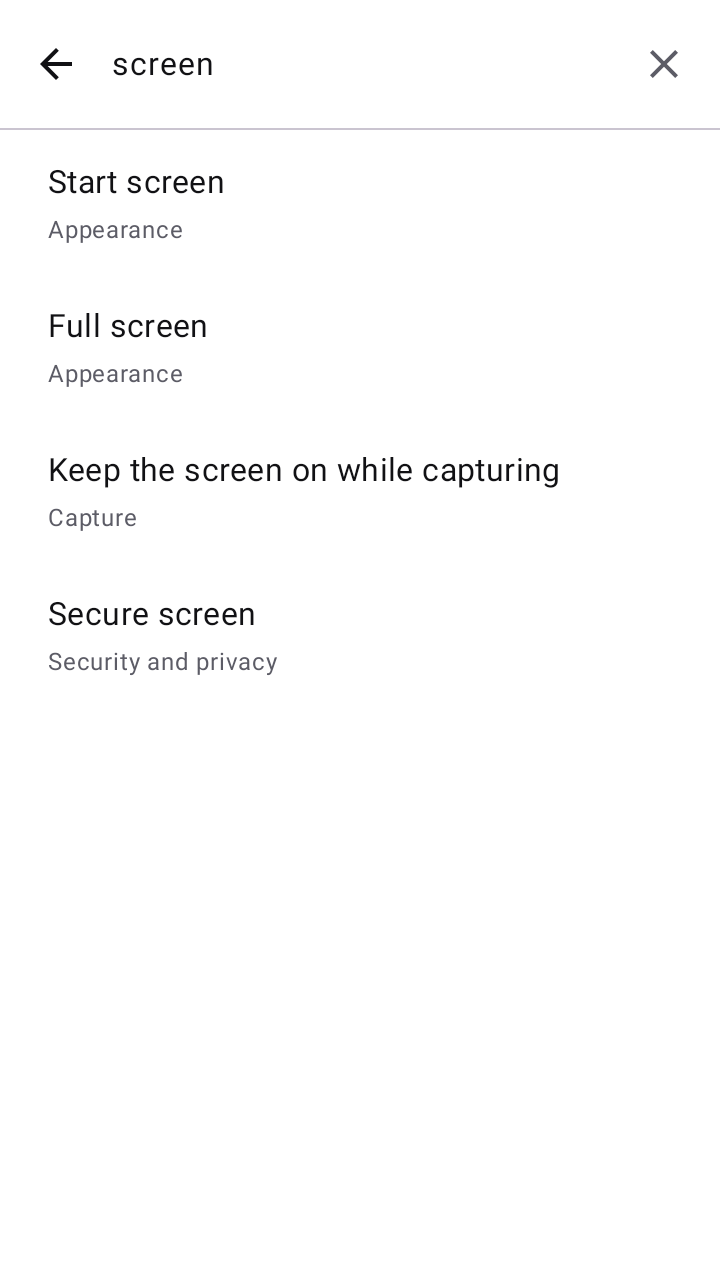 screen
Start screen
Appearance
Full screen
Appearance
Keep the screen on while capturing
Capture
Secure screen
Security and privacy